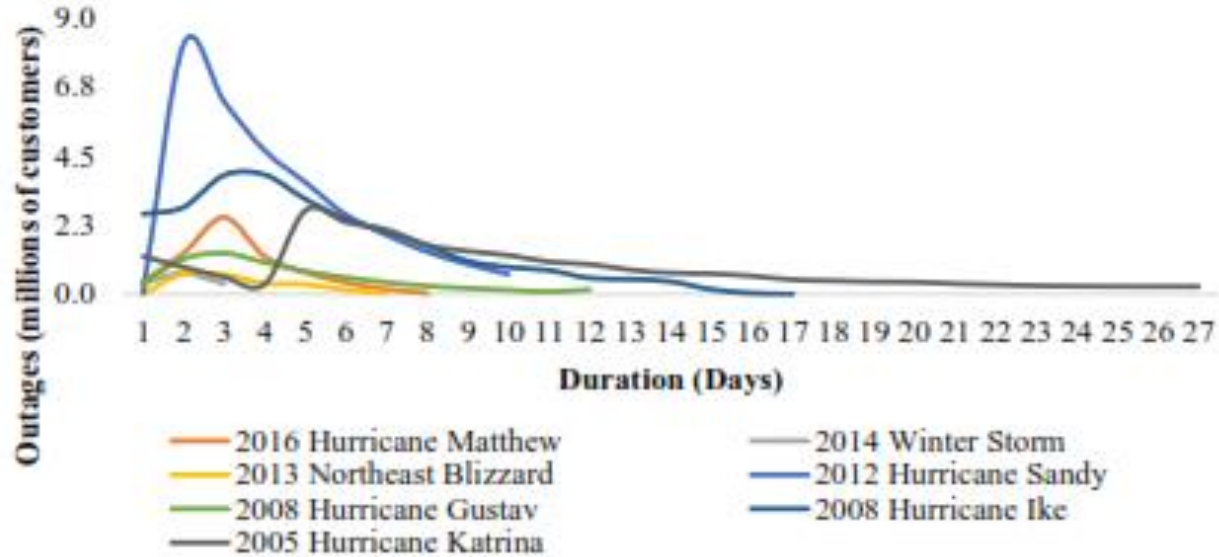 Outages (millions of customers)
9.0
6.8
4.5
2.3
0.0
1 2 3 4 5 6 7 8 9 10 11 12 13 14 15 16 17 18 19 20 21 22 23 24 25 26 27
Duration (Days)
2016 Hurricane Matthew
2014 Winter Storm
2013 Northeast Blizzard
2012 Hurricane Sandy
2008 Hurricane Gustav
2008 Hurricane Ike
2005 Hurricane Katrina